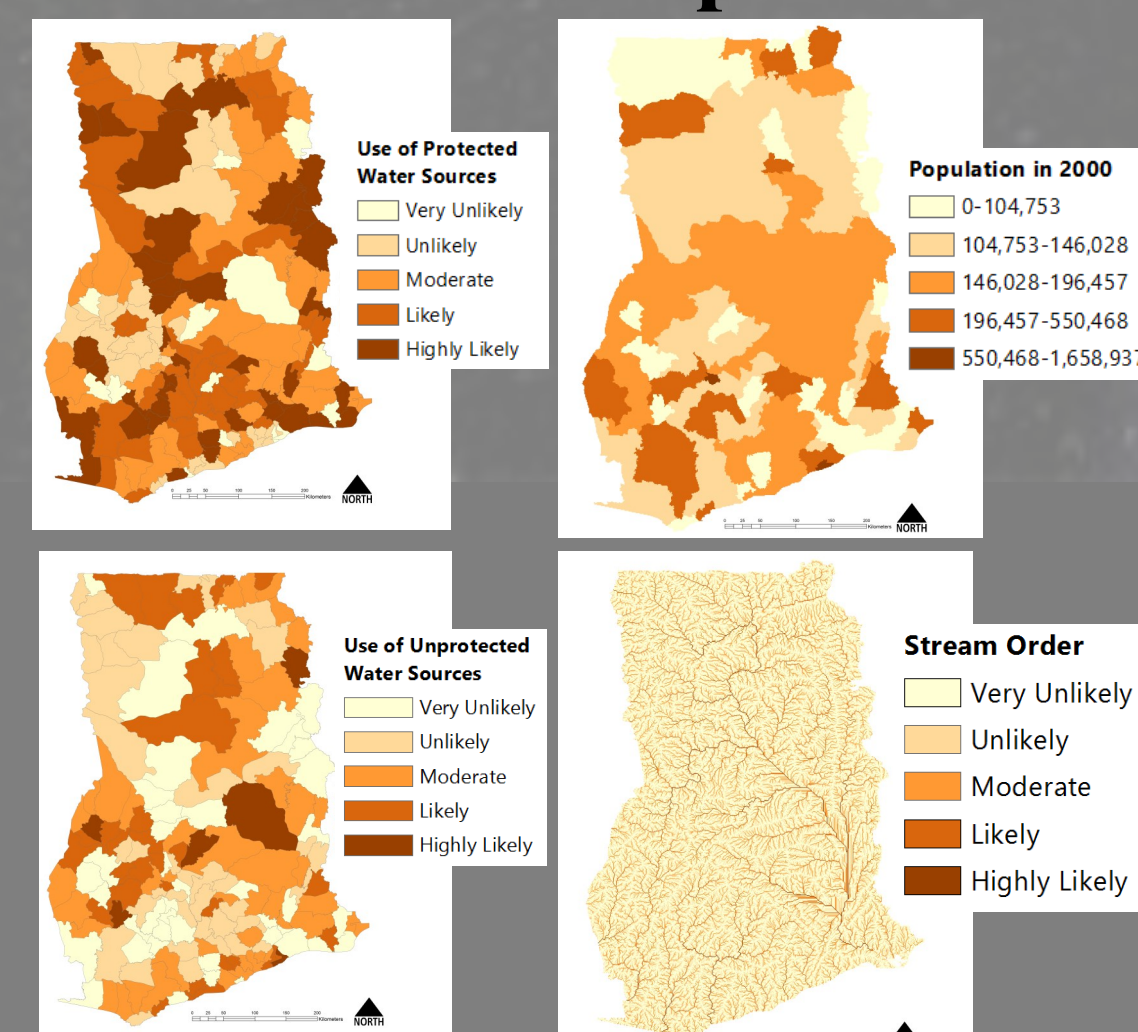 Use of Protected
Water Sources
Very Unlikely
Unlikely
Moderate
Likely
Highly Likely
NORTH
Population in 2000
0-104,753
104,753-146,028
146,028-196,457
196,457-550,468
550,468-1,658,937
NORTH
Use of Unprotected
Water Sources
Very Unlikely
Unlikely
Moderate
Likely
Highly Likely
NORTH
Stream Order
Very Unlikely
Unlikely
Moderate
Likely
Highly Likely